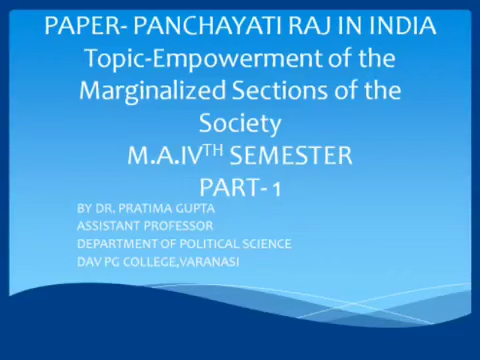 PAPER- PANCHAYATI RAJ IN INDIA
Topic-Empowerment of the
Marginalized Sections of the
Society
M.A.IVTH SEMESTER
PART- 1
BY DR. PRATIMA GUPTA
ASSISTANT PROFESSOR
DEPARTMENT OF POLITICAL SCIENCE
DAV PG COLLEGE,VARANASI